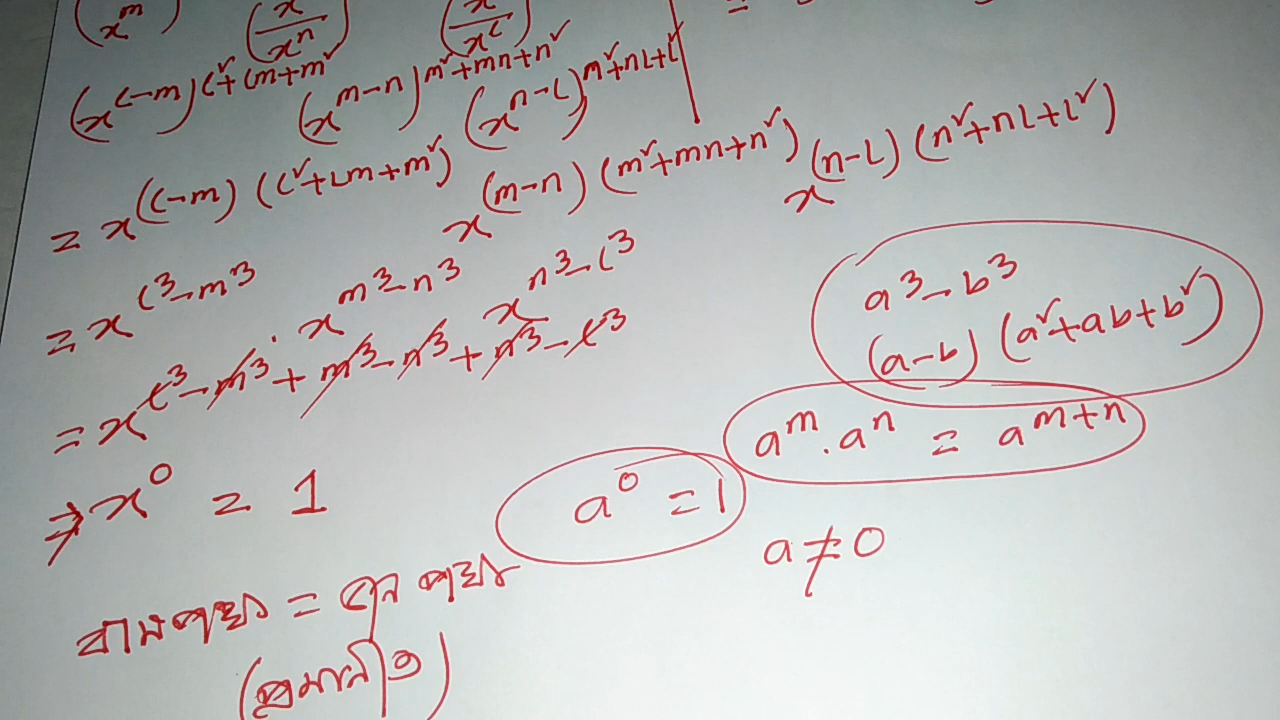 (x^m) (x/x^n) (x/x^L)
(x^{L-m})^{L²+Lm+m²} (x^{m-n})^{m²+mn+n²} (x^{n-L})^{m²+nL+L²}
= x^{(L-m)(L²+Lm+m²)} x^{(m-n)(m²+mn+n²)} x^{(n-L)(n²+nL+L²)}
= x^{L³-m³} . x^{m³-n³} x^{n³-L³}
= x^{L³-m³+m³-n³+n³-L³}
⇒ x⁰ = 1
বামপক্ষ = ডান পক্ষ
(প্রমানীত)
a³-b³
(a-b) (a²+ab+b²)
a^m . a^n = a^{m+n}
a⁰ = 1
a ≠ 0